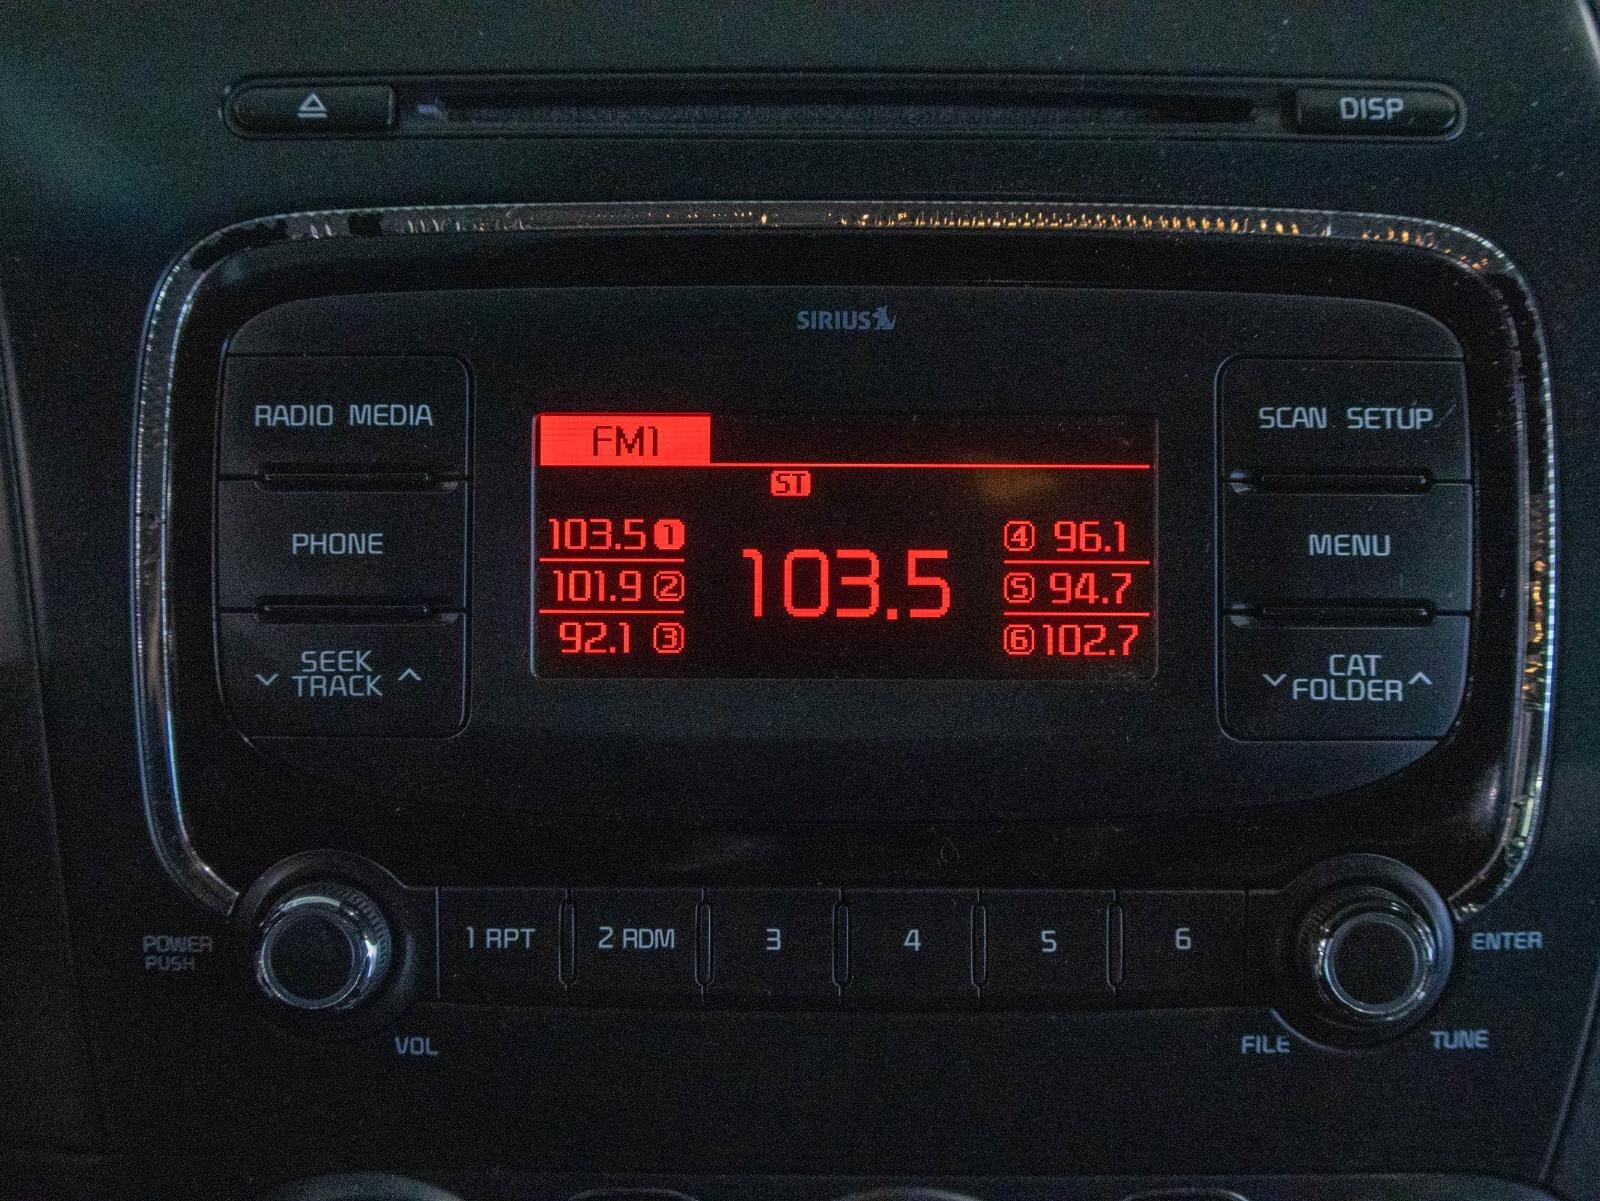 DISP
SIRIUS
RADIO MEDIA
PHONE
SEEK
TRACK
FM1
ST
103.5 1
101.9 2
92.1 3
103.5
4 96.1
5 94.7
6 102.7
SCAN SETUP
MENU
CAT
FOLDER
POWER
PUSH
VOL
1 RPT
2 RDM
3
4
5
6
ENTER
FILE
TUNE